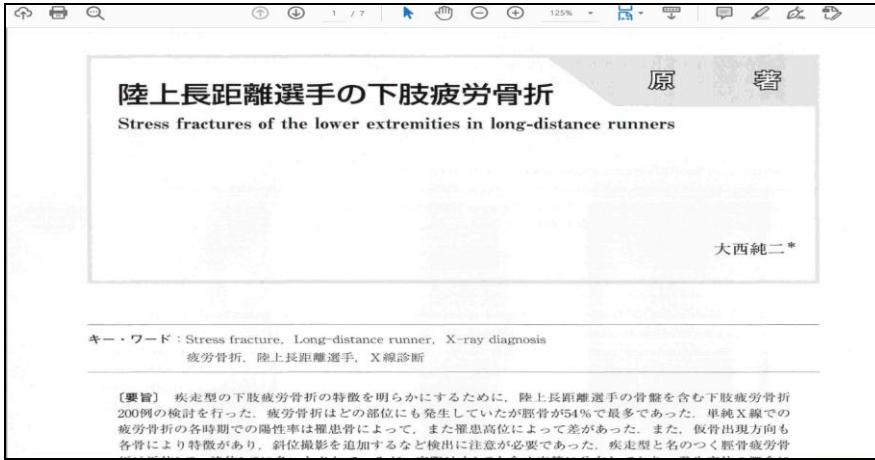 1 / 7
125%
陸上長距離選手の下肢疲労骨折
原 著
Stress fractures of the lower extremities in long-distance runners
大西純二*
キー・ワード：Stress fracture, Long-distance runner, X-ray diagnosis
疲労骨折，陸上長距離選手，X線診断
〔要旨〕 疾走型の下肢疲労骨折の特徴を明らかにするために，陸上長距離選手の骨盤を含む下肢疲労骨折
200例の検討を行った．疲労骨折はどの部位にも発生していたが脛骨が54％で最多であった．単純X線での
疲労骨折の各時期での陽性率は罹患骨によって，また罹患高位によって差があった．また，仮骨出現方向も
各骨により特徴があり，斜位撮影を追加するなど検出に注意が必要であった．疾走型と名のつく脛骨疲労骨